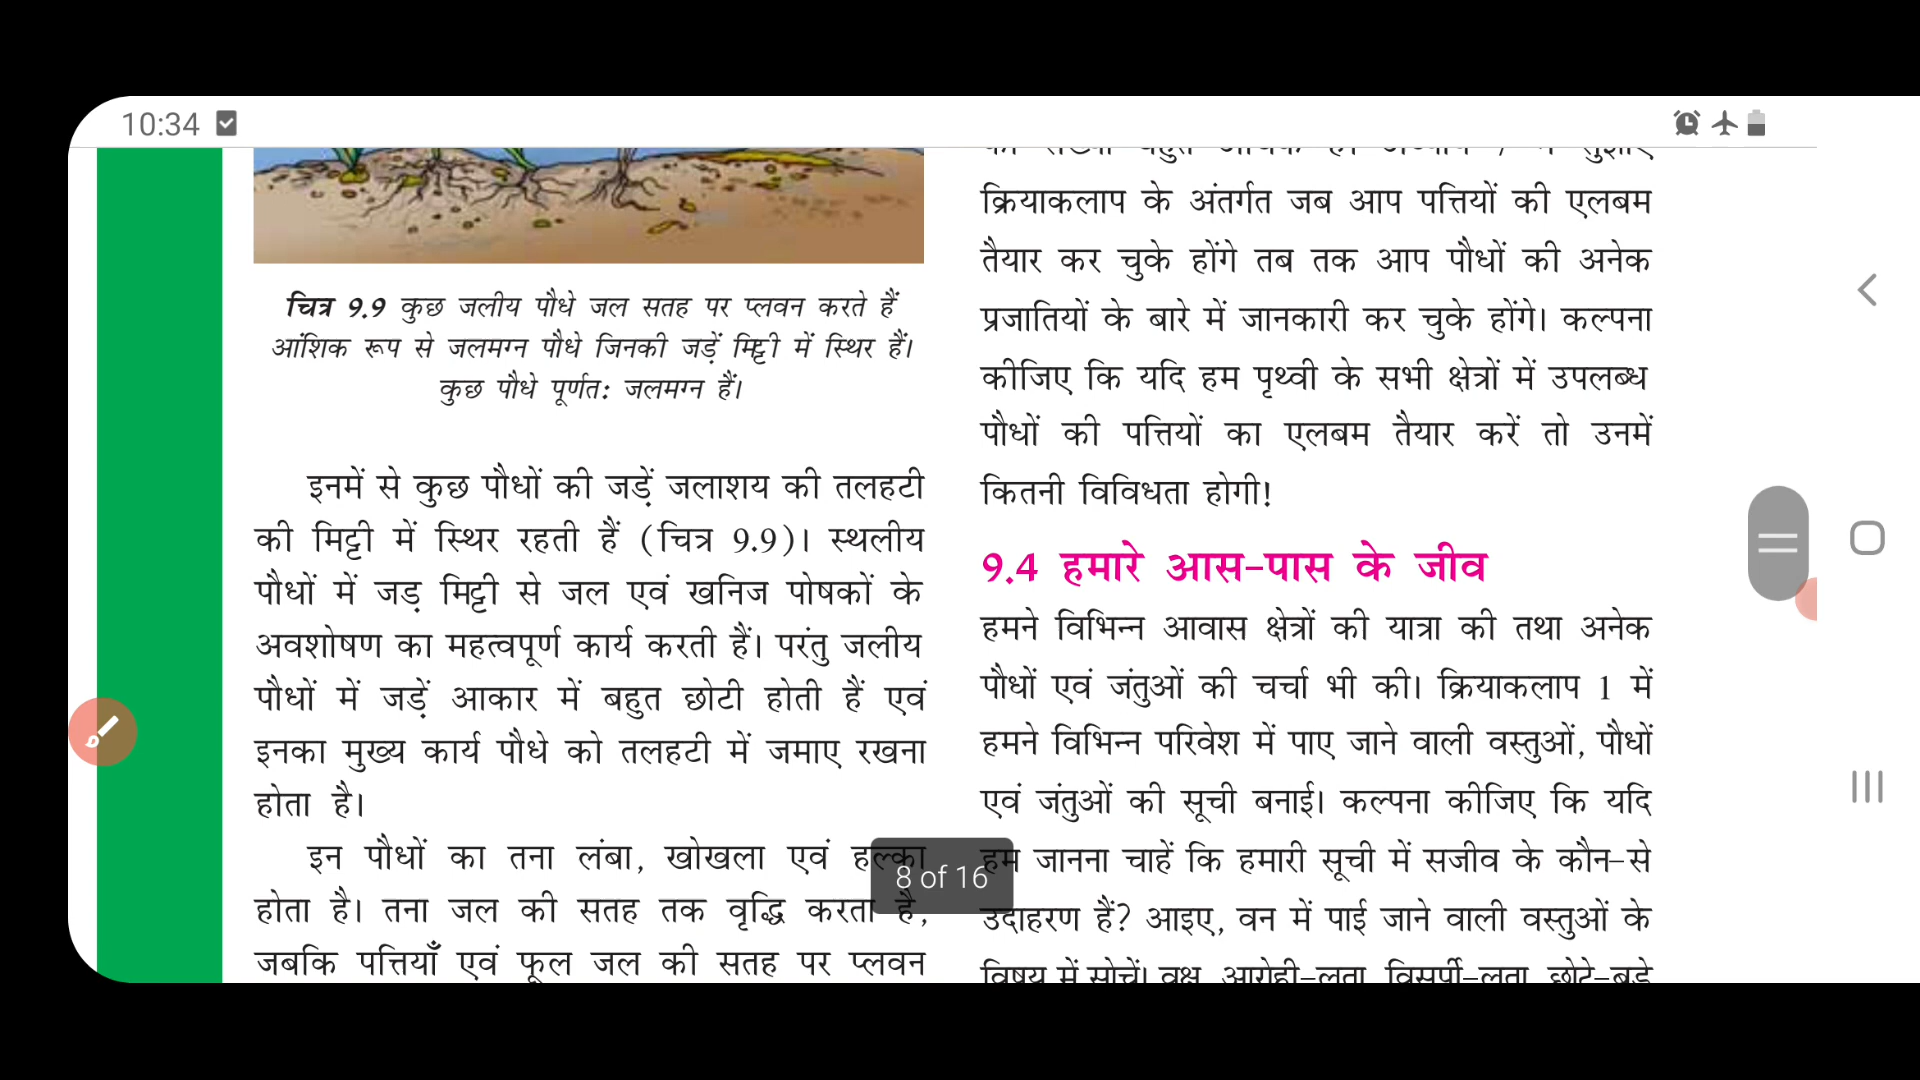 10:34
चित्र 9.9 कुछ जलीय पौधे जल सतह पर प्लवन करते हैं
आंशिक रूप से जलमग्न पौधे जिनकी जड़ें मिट्टी में स्थिर हैं।
कुछ पौधे पूर्णत: जलमग्न हैं।
इनमें से कुछ पौधों की जड़ें जलाशय की तलहटी
की मिट्टी में स्थिर रहती हैं (चित्र 9.9)। स्थलीय
पौधों में जड़ मिट्टी से जल एवं खनिज पोषकों के
अवशोषण का महत्वपूर्ण कार्य करती हैं। परंतु जलीय
पौधों में जड़ें आकार में बहुत छोटी होती हैं एवं
इनका मुख्य कार्य पौधे को तलहटी में जमाए रखना
होता है।
इन पौधों का तना लंबा, खोखला एवं हल्का
होता है। तना जल की सतह तक वृद्धि करता है,
जबकि पत्तियाँ एवं फूल जल की सतह पर प्लवन
क्रियाकलाप के अंतर्गत जब आप पत्तियों की एलबम
तैयार कर चुके होंगे तब तक आप पौधों की अनेक
प्रजातियों के बारे में जानकारी कर चुके होंगे। कल्पना
कीजिए कि यदि हम पृथ्वी के सभी क्षेत्रों में उपलब्ध
पौधों की पत्तियों का एलबम तैयार करें तो उनमें
कितनी विविधता होगी!
9.4 हमारे आस-पास के जीव
हमने विभिन्न आवास क्षेत्रों की यात्रा की तथा अनेक
पौधों एवं जंतुओं की चर्चा भी की। क्रियाकलाप 1 में
हमने विभिन्न परिवेश में पाए जाने वाली वस्तुओं, पौधों
एवं जंतुओं की सूची बनाई। कल्पना कीजिए कि यदि
हम जानना चाहें कि हमारी सूची में सजीव के कौन-से
उदाहरण हैं? आइए, वन में पाई जाने वाली वस्तुओं के
विषय में सोचें। वृक्ष, आरोही-लता, विसर्पी-लता, छोटे-बड़े
8 of 16